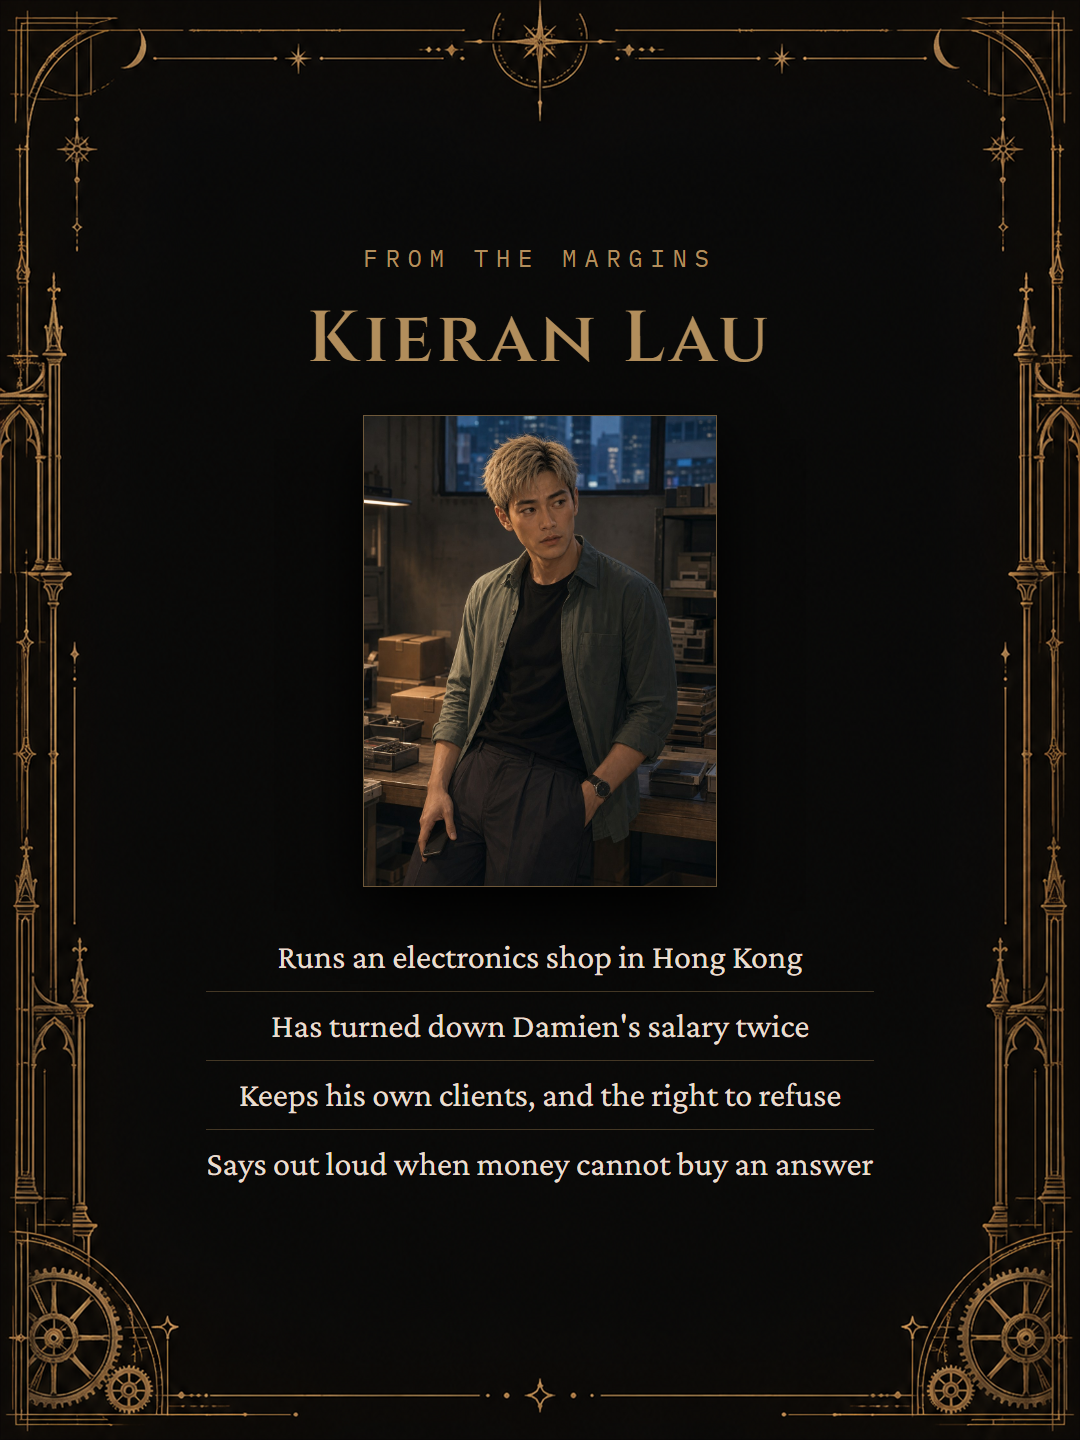 FROM THE MARGINS
Kieran Lau
Runs an electronics shop in Hong Kong
Has turned down Damien's salary twice
Keeps his own clients, and the right to refuse
Says out loud when money cannot buy an answer